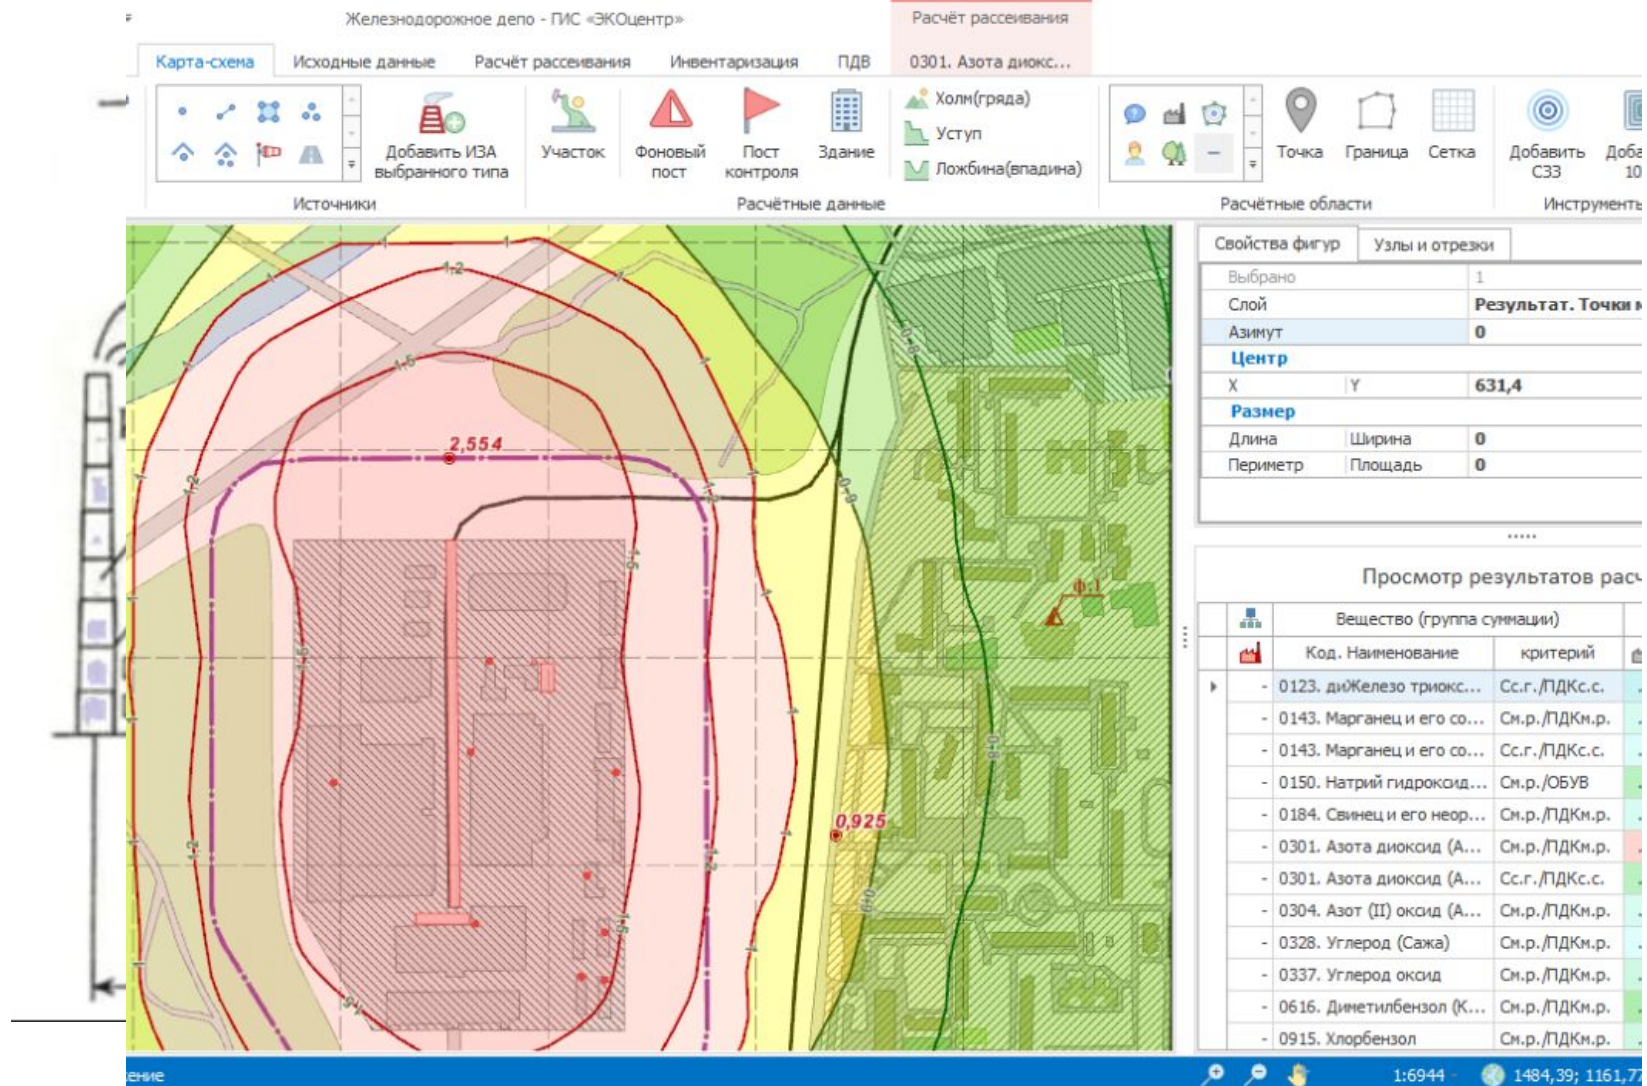 Железнодорожное депо - ГИС «ЭКОцентр»
Расчёт рассеивания
Карта-схема
Исходные данные
Расчёт рассеивания
Инвентаризация
ПДВ
0301. Азота диокс...
Добавить ИЗА
выбранного типа
Участок
Фоновый
пост
Пост
контроля
Здание
Холм(гряда)
Уступ
Ложбина(впадина)
Точка
Граница
Сетка
Добавить
СЗЗ
Доба
10
Источники
Расчётные данные
Расчётные области
Инструменты
Свойства фигур
Узлы и отрезки
Выбрано 1
Слой Результат. Точки м
Азимут 0
Центр
X Y 631,4
Размер
Длина Ширина 0
Периметр Площадь 0
2,554
0,925
ф.1
Просмотр результатов расч
Вещество (группа суммации)
Код. Наименование критерий
- 0123. диЖелезо триокс... Сс.г./ПДКс.с.
- 0143. Марганец и его со... См.р./ПДКм.р.
- 0143. Марганец и его со... Сс.г./ПДКс.с.
- 0150. Натрий гидроксид... См.р./ОБУВ
- 0184. Свинец и его неор... См.р./ПДКм.р.
- 0301. Азота диоксид (А... См.р./ПДКм.р.
- 0301. Азота диоксид (А... Сс.г./ПДКс.с.
- 0304. Азот (II) оксид (А... См.р./ПДКм.р.
- 0328. Углерод (Сажа) См.р./ПДКм.р.
- 0337. Углерод оксид См.р./ПДКм.р.
- 0616. Диметилбензол (К... См.р./ПДКм.р.
- 0915. Хлорбензол См.р./ПДКм.р.
ение
1:6944
1484,39; 1161,77